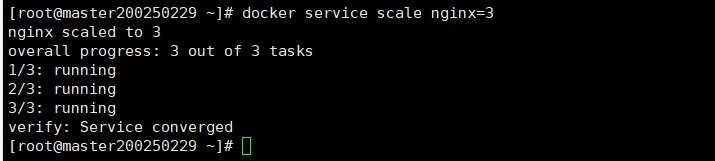 [root@master200250229 ~]# docker service scale nginx=3
nginx scaled to 3
overall progress: 3 out of 3 tasks
1/3: running
2/3: running
3/3: running
verify: Service converged
[root@master200250229 ~]#